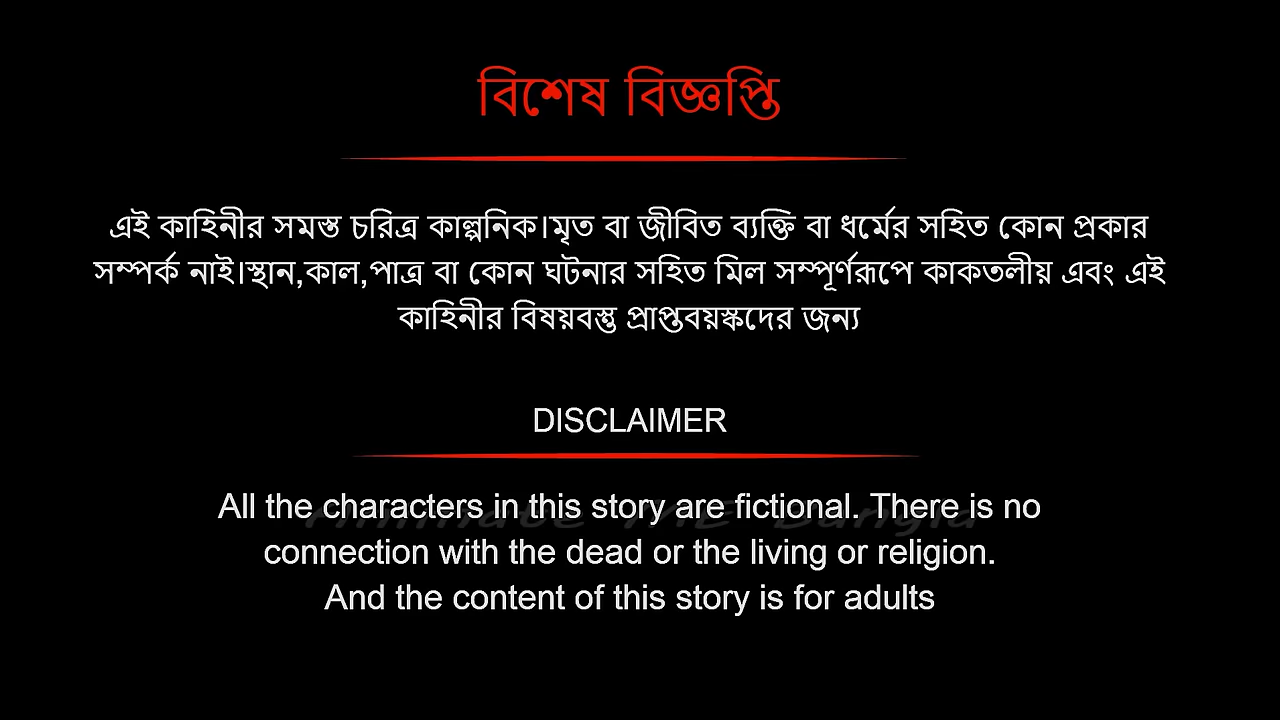 বিশেষ বিজ্ঞপ্তি
এই কাহিনীর সমস্ত চরিত্র কাল্পনিক।মৃত বা জীবিত ব্যক্তি বা ধর্মের সহিত কোন প্রকার
সম্পর্ক নাই।স্থান,কাল,পাত্র বা কোন ঘটনার সহিত মিল সম্পূর্ণরূপে কাকতলীয় এবং এই
কাহিনীর বিষয়বস্তু প্রাপ্তবয়স্কদের জন্য
DISCLAIMER
All the characters in this story are fictional. There is no
connection with the dead or the living or religion.
And the content of this story is for adults